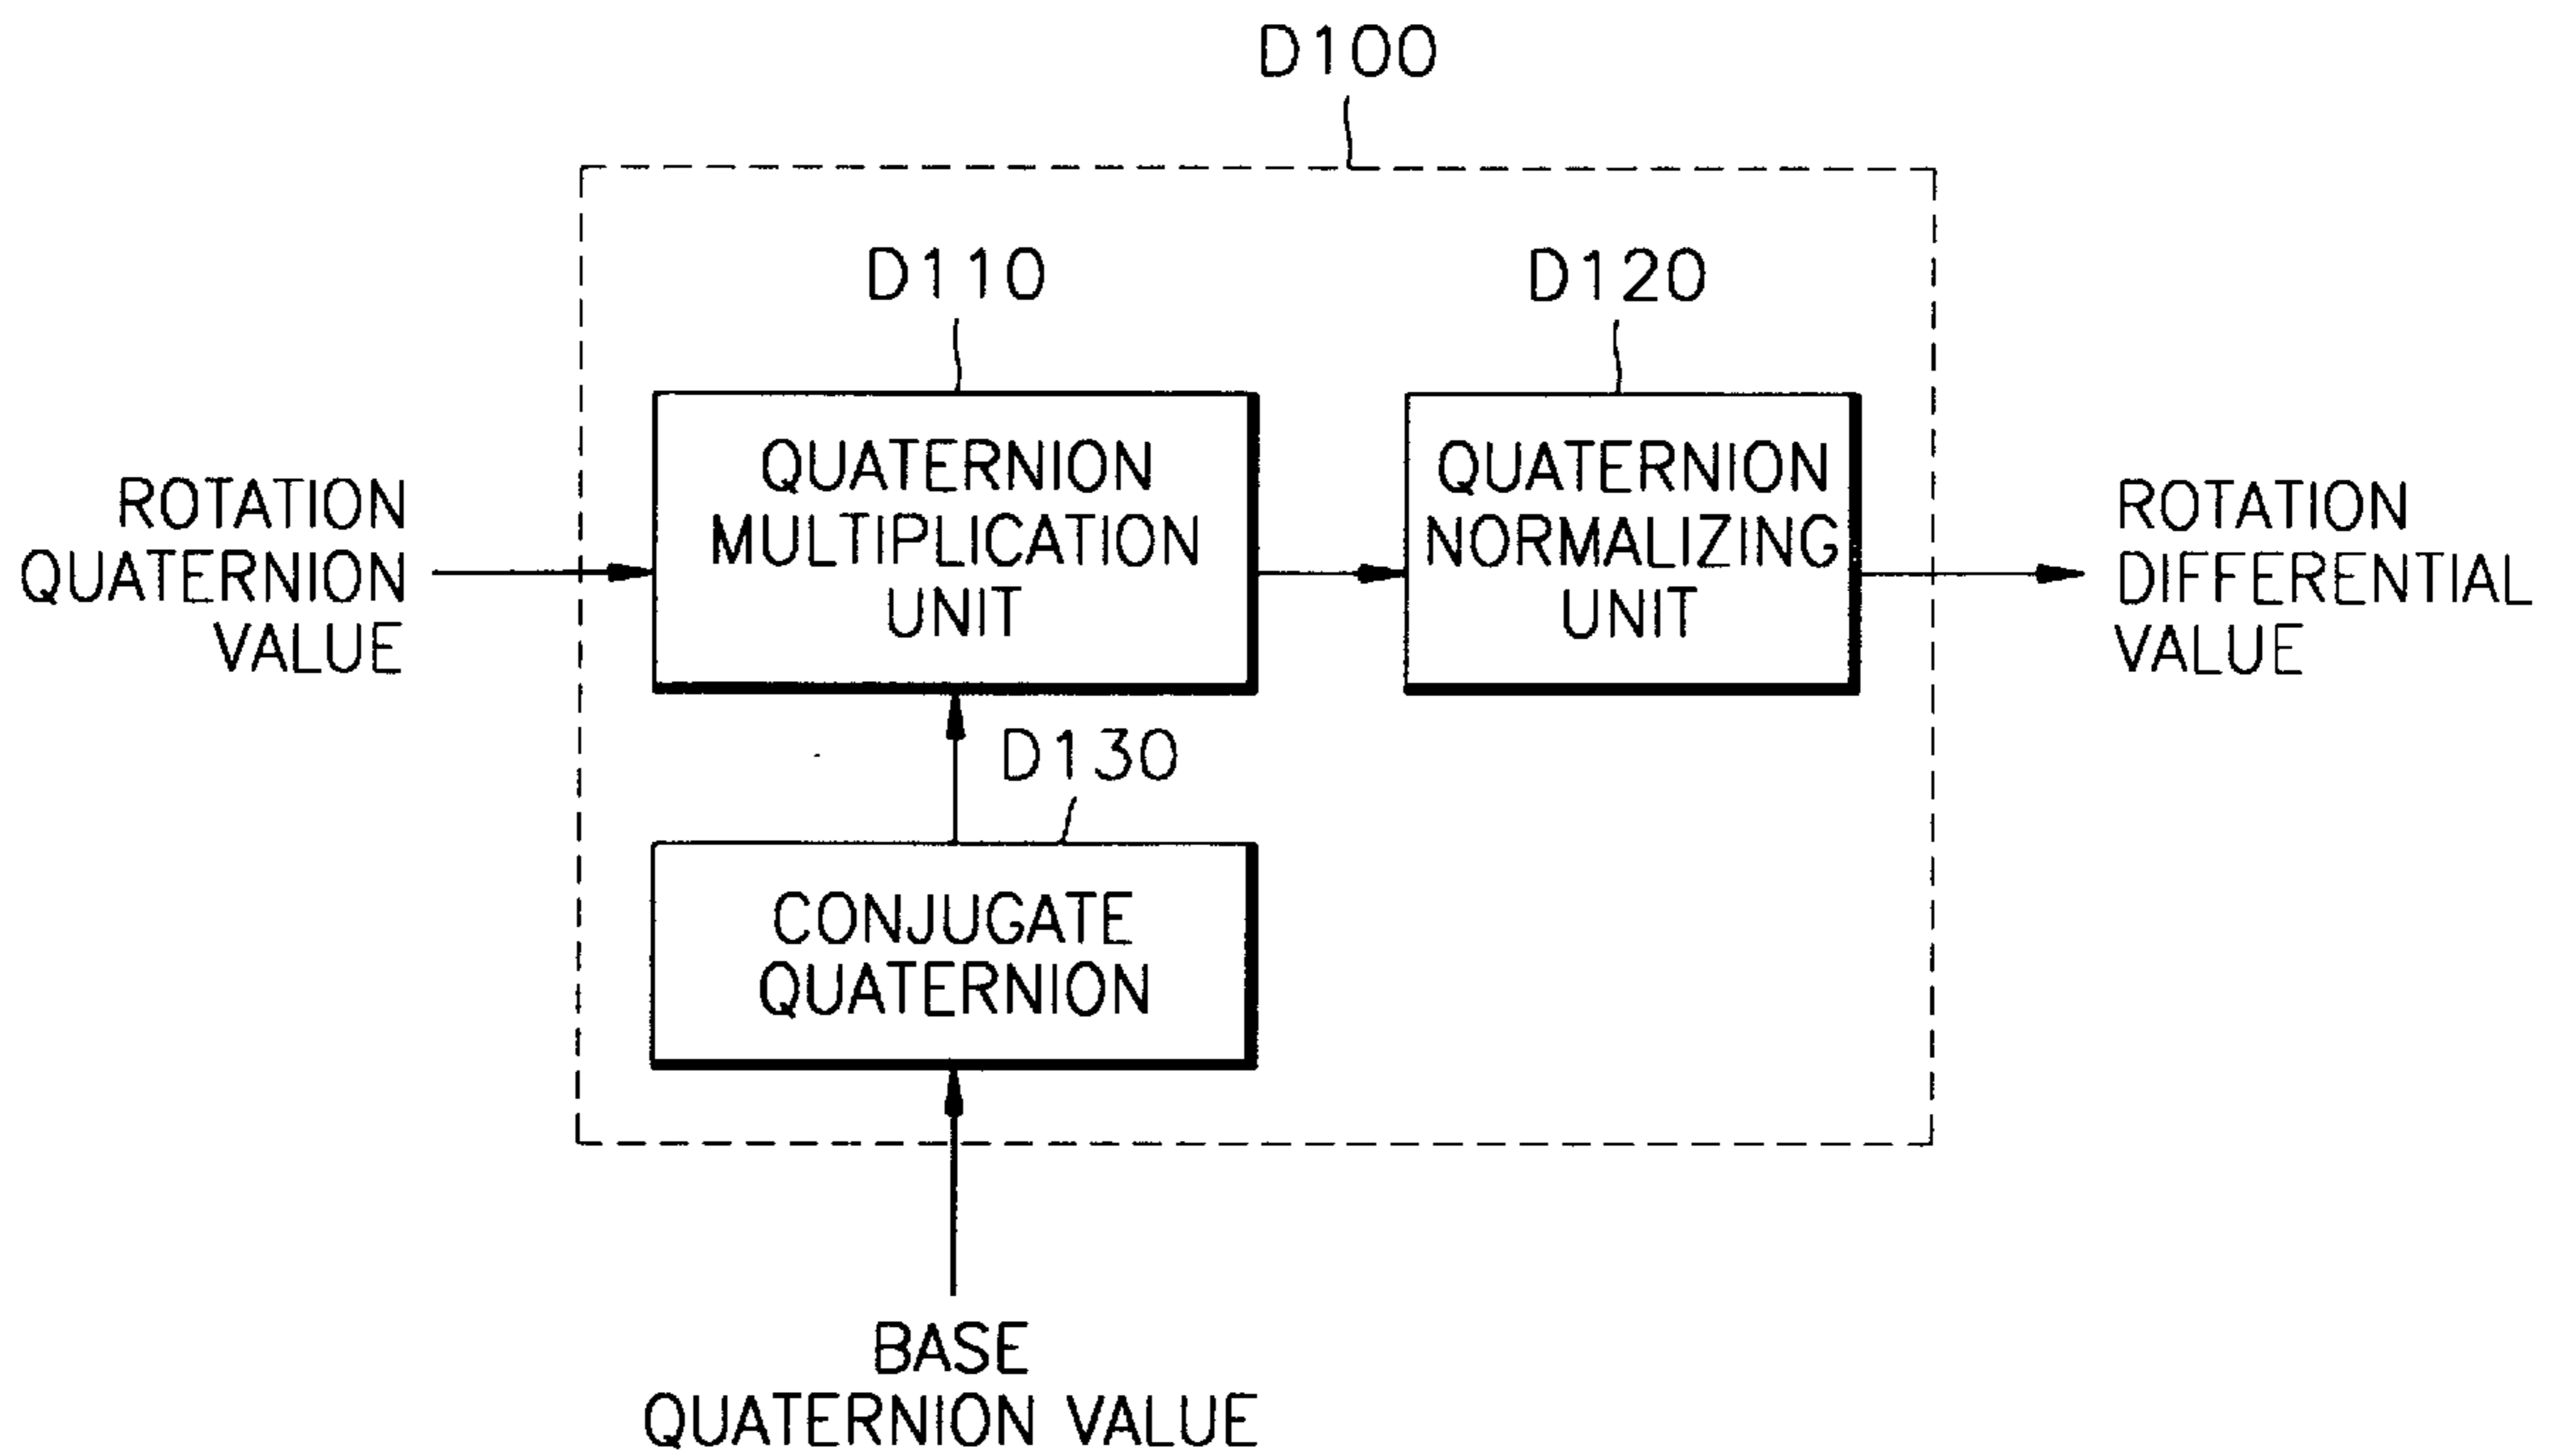 D100
D110
D120
QUATERNION
MULTIPLICATION
UNIT
QUATERNION
NORMALIZING
UNIT
ROTATION
QUATERNION
VALUE
ROTATION
DIFFERENTIAL
VALUE
D130
CONJUGATE
QUATERNION
BASE
QUATERNION VALUE